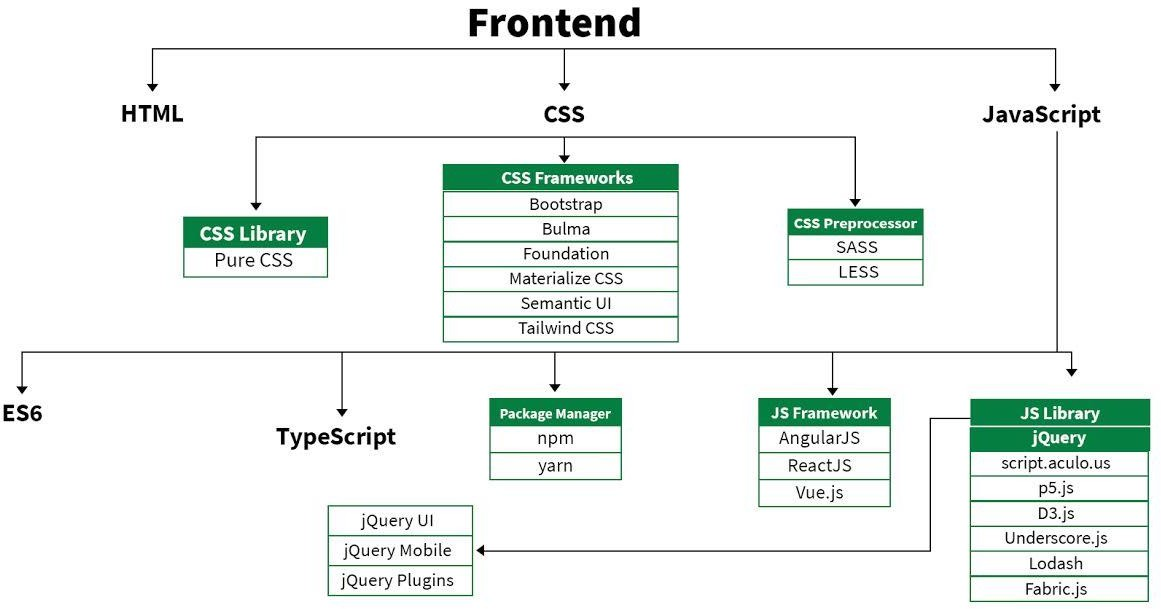 Frontend
HTML
CSS
JavaScript
CSS Library
Pure CSS
CSS Frameworks
Bootstrap
Bulma
Foundation
Materialize CSS
Semantic UI
Tailwind CSS
CSS Preprocessor
SASS
LESS
ES6
TypeScript
Package Manager
npm
yarn
JS Framework
AngularJS
ReactJS
Vue.js
JS Library
jQuery
script.aculo.us
p5.js
D3.js
Underscore.js
Lodash
Fabric.js
jQuery UI
jQuery Mobile
jQuery Plugins